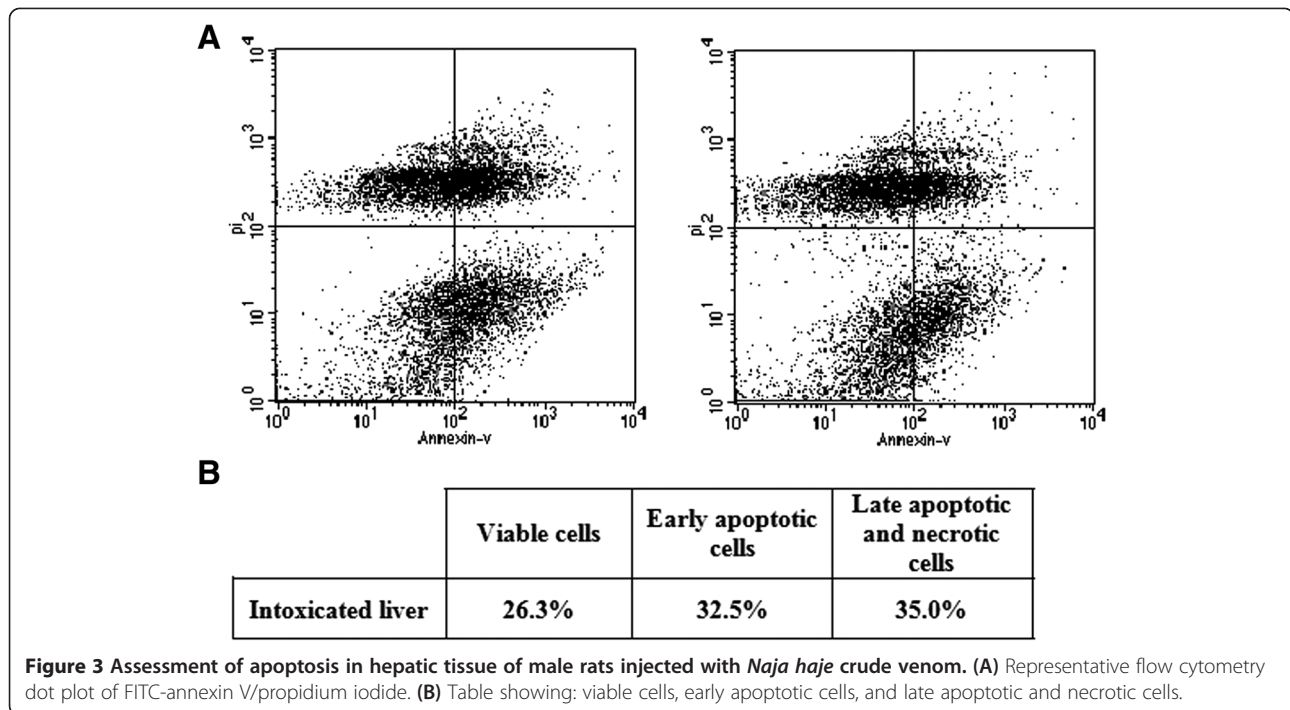 A
10^4
10^3
10^2
10^1
10^0
pi
10^0 10^1 10^2 10^3 10^4
Annexin-v
10^4
10^3
10^2
10^1
10^0
pi
10^0 10^1 10^2 10^3 10^4
Annexin-v
B
Viable cells
Early apoptotic
cells
Late apoptotic
and necrotic
cells
Intoxicated liver 26.3% 32.5% 35.0%
Figure 3 Assessment of apoptosis in hepatic tissue of male rats injected with Naja haje crude venom. (A) Representative flow cytometry
dot plot of FITC-annexin V/propidium iodide. (B) Table showing: viable cells, early apoptotic cells, and late apoptotic and necrotic cells.